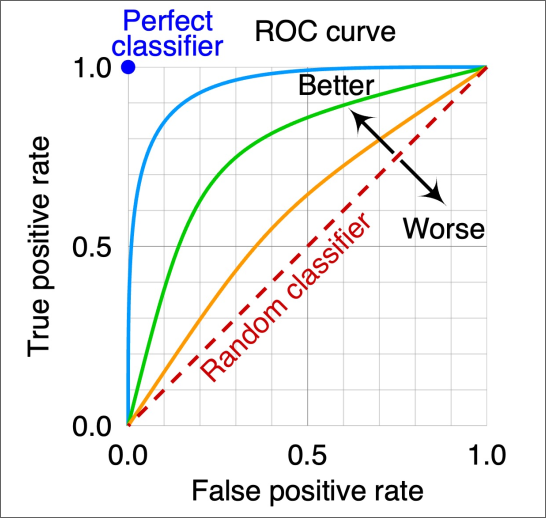 Perfect
classifier
ROC curve
1.0
Better
True positive rate
0.5
Worse
Random classifier
0.0
0.0
0.5
1.0
False positive rate